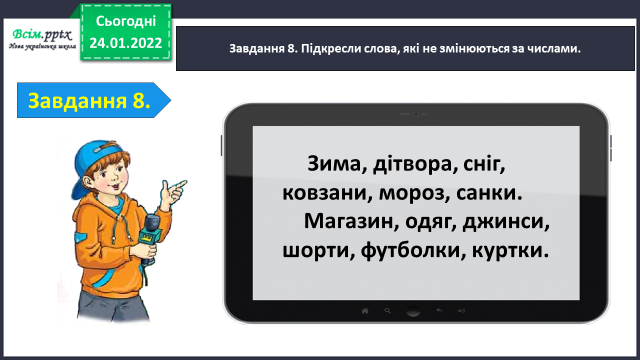 Всім.pptx
Нова українська школа
Сьогодні
24.01.2022
Завдання 8. Підкресли слова, які не змінюються за числами.
Завдання 8.
Зима, дітвора, сніг,
ковзани, мороз, санки.
Магазин, одяг, джинси,
шорти, футболки, куртки.